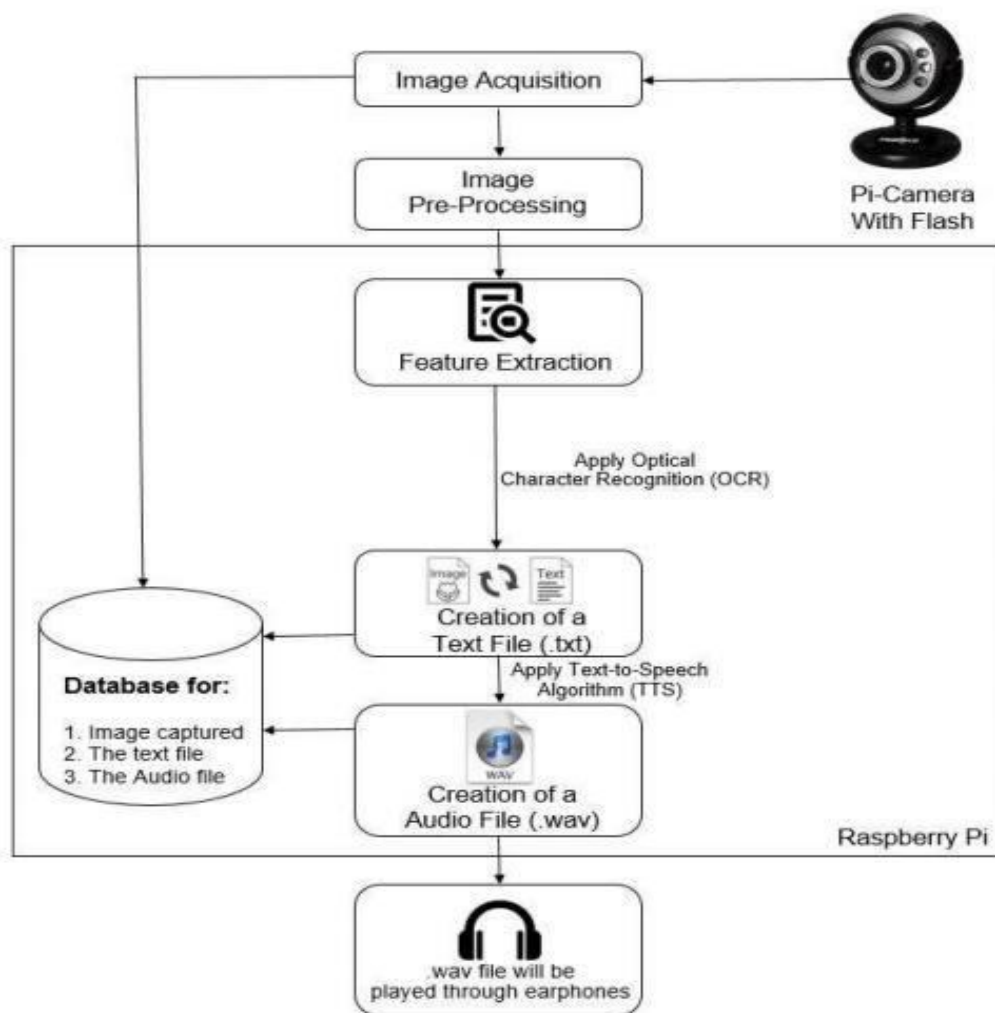 Image Acquisition
Image
Pre-Processing
Pi-Camera
With Flash
Feature Extraction
Apply Optical
Character Recognition (OCR)
Image
Text
Creation of a
Text File (.txt)
Apply Text-to-Speech
Algorithm (TTS)
Database for:
1. Image captured
2. The text file
3. The Audio file
WAV
Creation of a
Audio File (.wav)
Raspberry Pi
.wav file will be
played through earphones